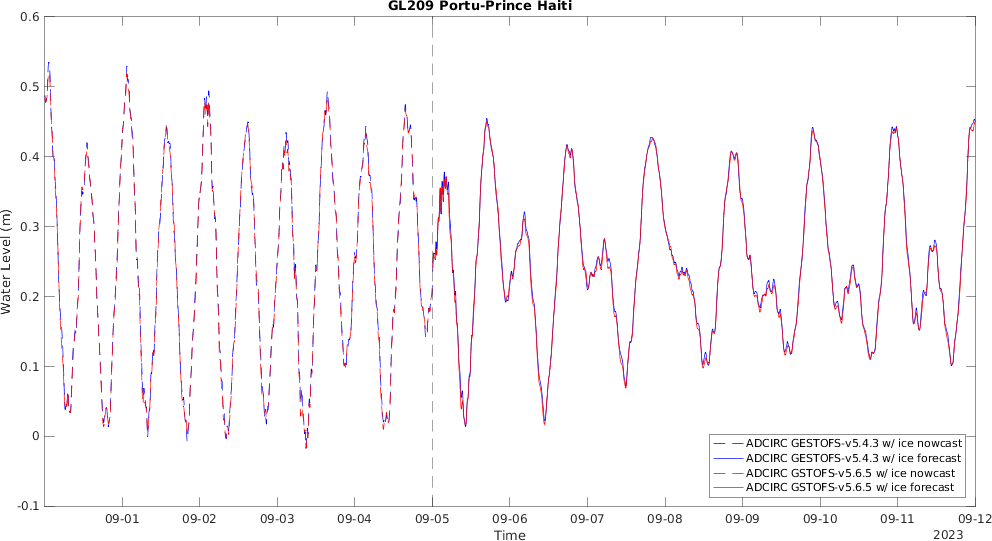 GL209 Portu-Prince Haiti
0.6
0.5
0.4
0.3
0.2
0.1
0
-0.1
Water Level (m)
09-01 09-02 09-03 09-04 09-05 09-06 09-07 09-08 09-09 09-10 09-11 09-12
Time
2023
ADCIRC GESTOFS-v5.4.3 w/ ice nowcast
ADCIRC GESTOFS-v5.4.3 w/ ice forecast
ADCIRC GSTOFS-v5.6.5 w/ ice nowcast
ADCIRC GSTOFS-v5.6.5 w/ ice forecast